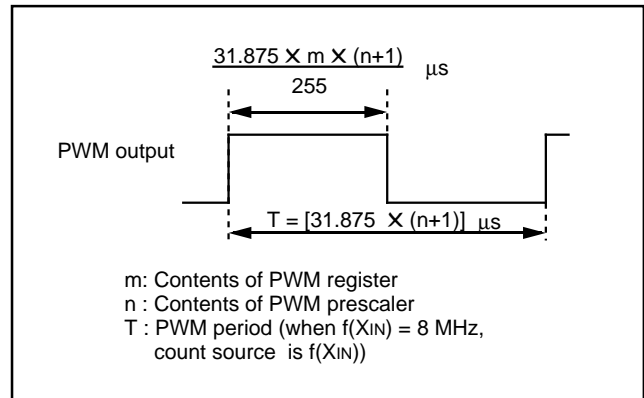 31.875 X m X (n+1)
255
μs
PWM output
T = [31.875 X (n+1)] μs
m: Contents of PWM register
n : Contents of PWM prescaler
T : PWM period (when f(XIN) = 8 MHz,
count source is f(XIN))